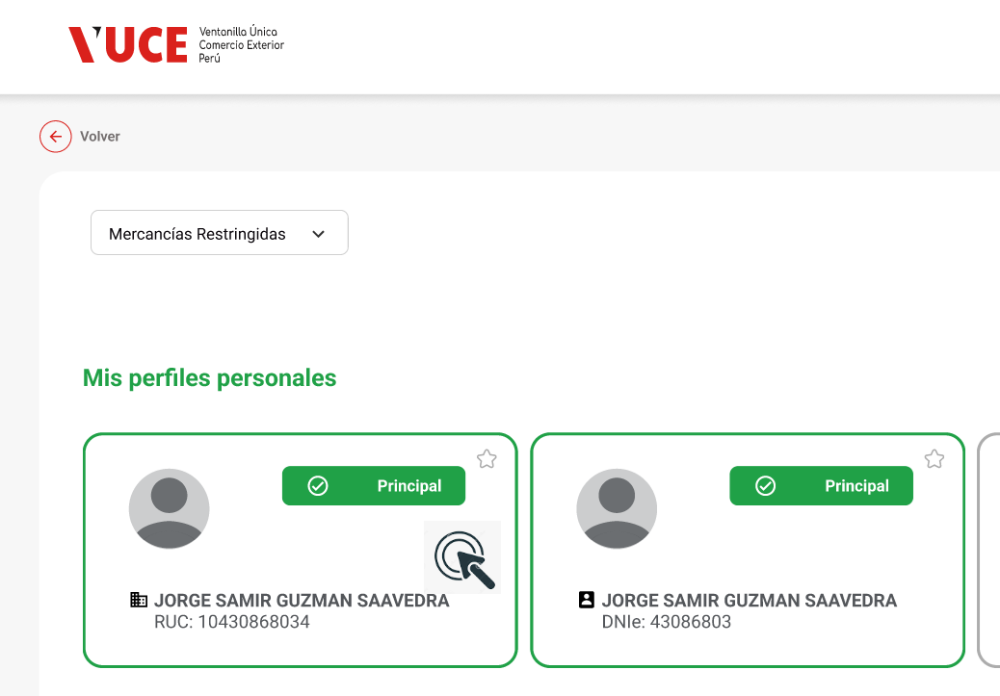 VUCE
Ventanilla Única
Comercio Exterior
Perú
Volver
Mercancías Restringidas
Mis perfiles personales
Principal
JORGE SAMIR GUZMAN SAAVEDRA
RUC: 10430868034
Principal
JORGE SAMIR GUZMAN SAAVEDRA
DNIe: 43086803